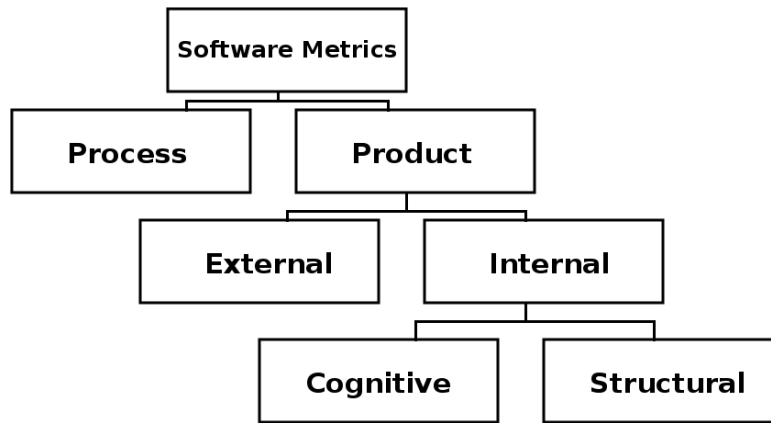 Software Metrics
Process
Product
External
Internal
Cognitive
Structural